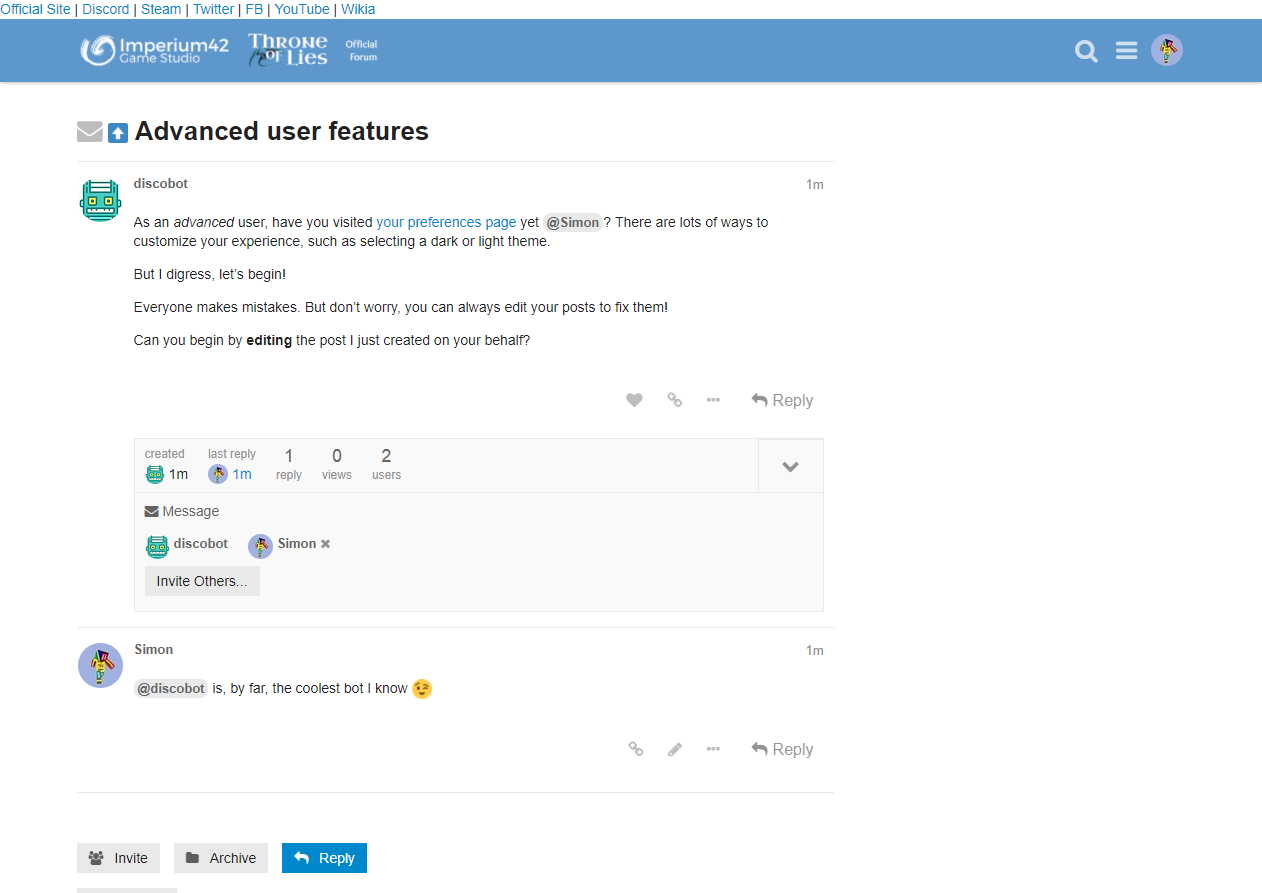 Official Site | Discord | Steam | Twitter | FB | YouTube | Wikia
Imperium42
Game Studio
Throne
of Lies
Official
Forum
Advanced user features
discobot
1m
As an advanced user, have you visited your preferences page yet @Simon ? There are lots of ways to
customize your experience, such as selecting a dark or light theme.
But I digress, let’s begin!
Everyone makes mistakes. But don’t worry, you can always edit your posts to fix them!
Can you begin by editing the post I just created on your behalf?
Reply
created
last reply
1
0
2
1m
1m
reply
views
users
Message
discobot
Simon
Invite Others...
Simon
1m
@discobot is, by far, the coolest bot I know
Reply
Invite
Archive
Reply